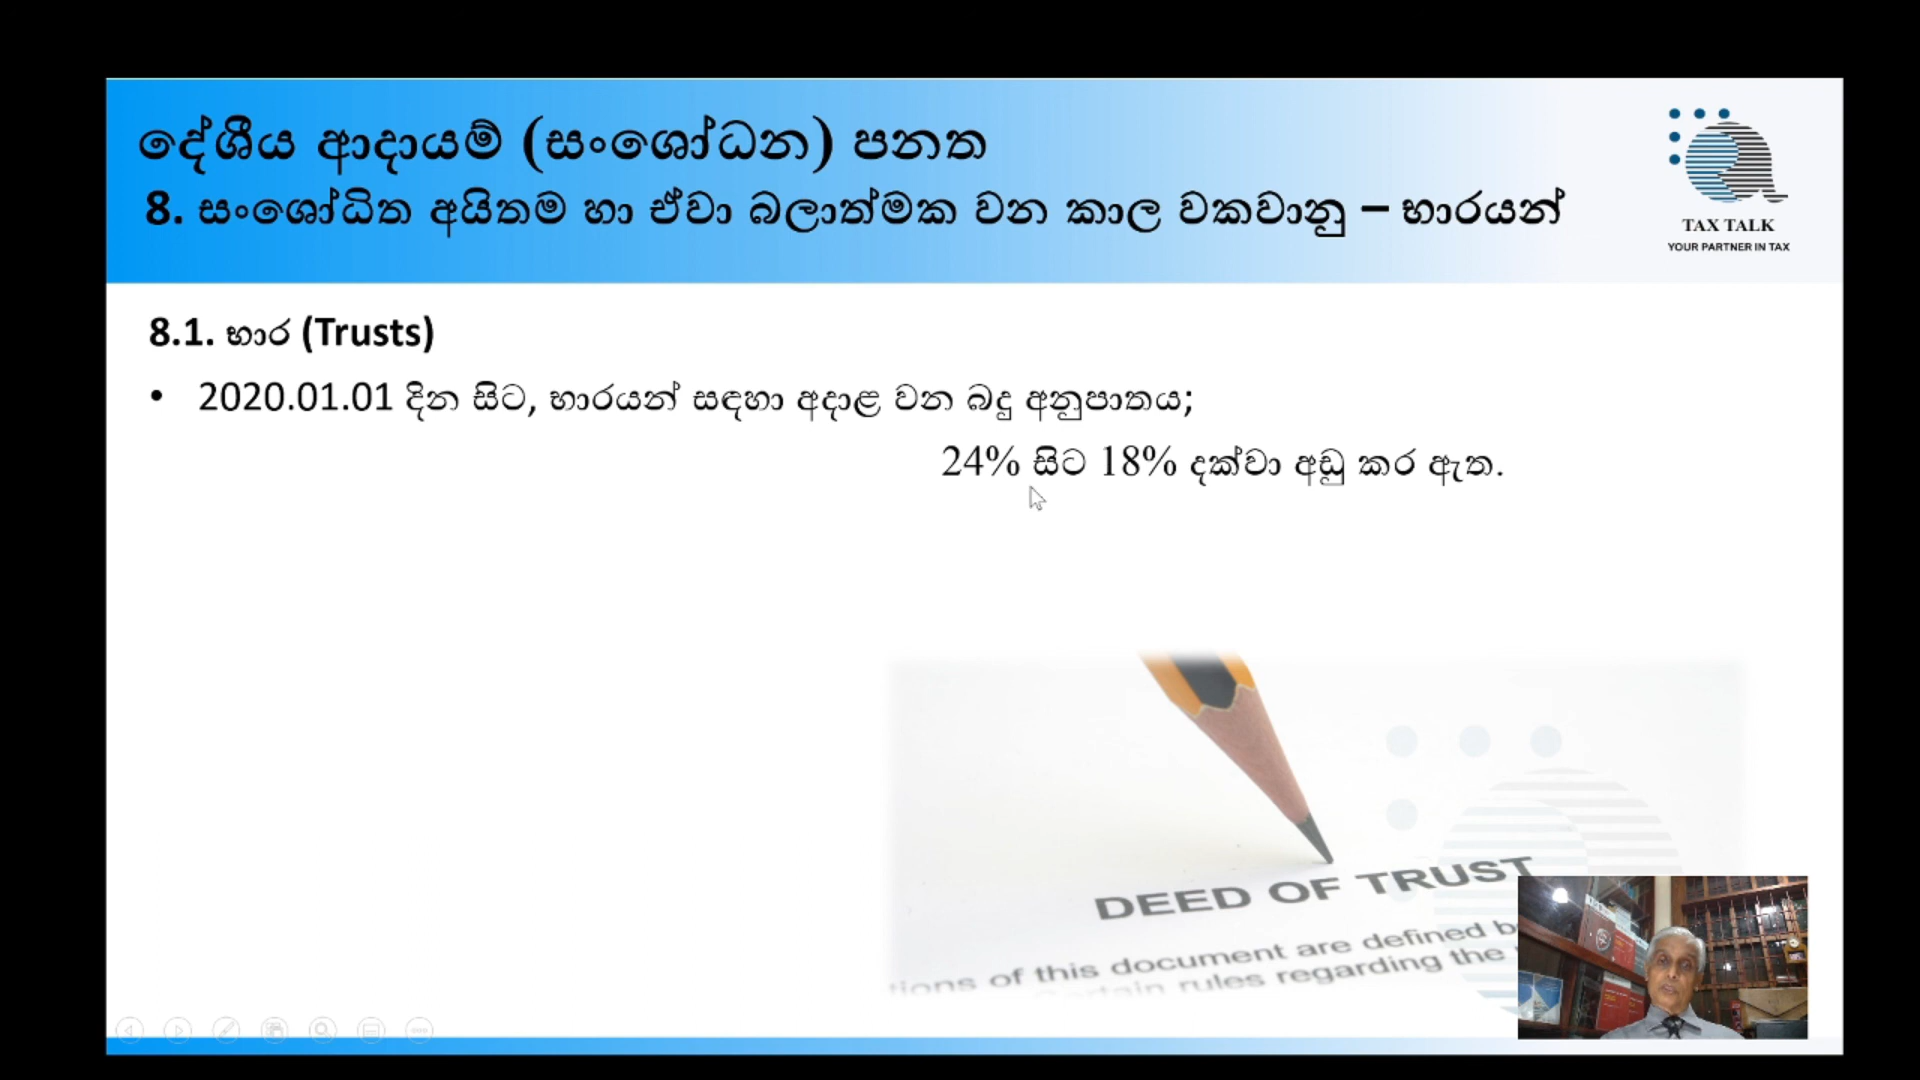 දේශීය ආදායම් (සංශෝධන) පනත
8. සංශෝධිත අයිතම හා ඒවා බලාත්මක වන කාල වකවානු – භාරයන්
TAX TALK
YOUR PARTNER IN TAX
8.1. භාර (Trusts)
• 2020.01.01 දින සිට, භාරයන් සඳහා අදාළ වන බදු අනුපාතය;
24% සිට 18% දක්වා අඩු කර ඇත.
DEED OF TRUST
tions of this document are defined b
Certain rules regarding the